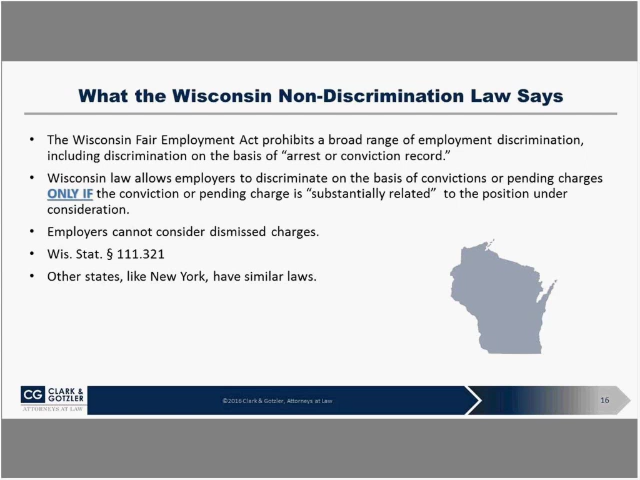 What the Wisconsin Non-Discrimination Law Says
• The Wisconsin Fair Employment Act prohibits a broad range of employment discrimination,
including discrimination on the basis of “arrest or conviction record.”
• Wisconsin law allows employers to discriminate on the basis of convictions or pending charges
ONLY IF the conviction or pending charge is “substantially related” to the position under
consideration.
• Employers cannot consider dismissed charges.
• Wis. Stat. § 111.321
• Other states, like New York, have similar laws.
CG CLARK &
GOTZLER
ATTORNEYS AT LAW
©2016 Clark & Gotzler, Attorneys at Law
16